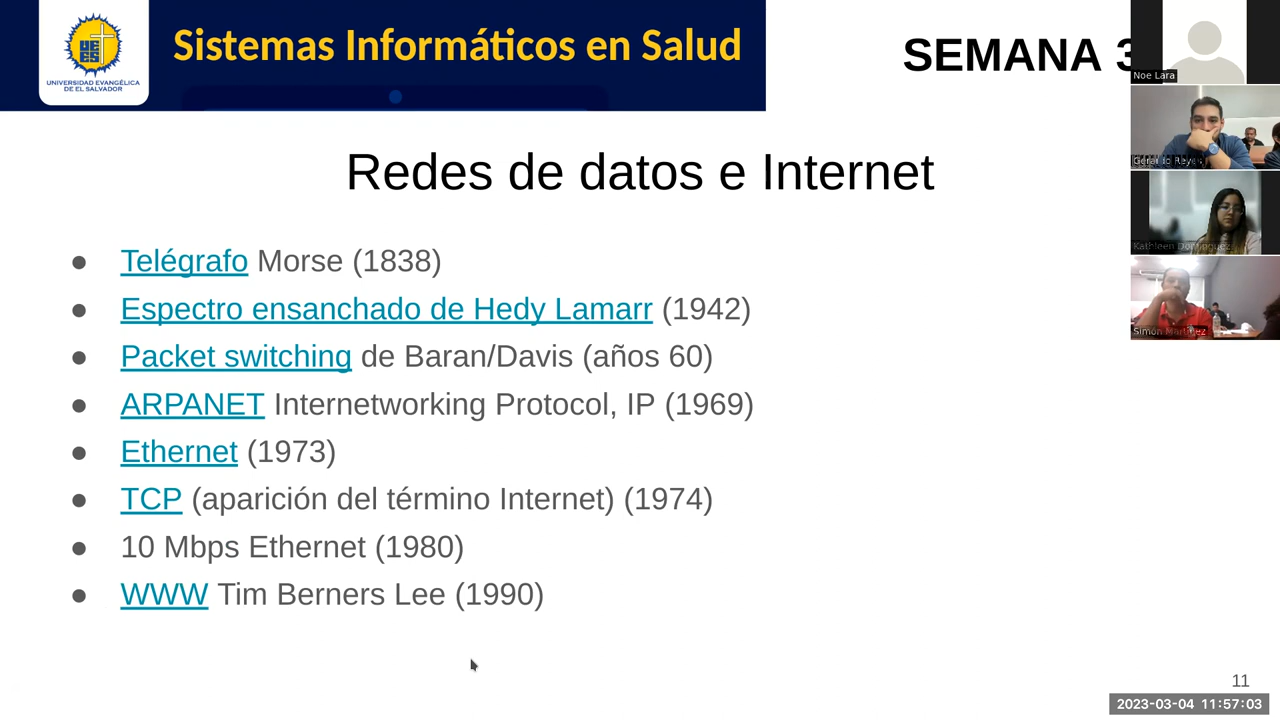 UNIVERSIDAD EVANGÉLICA
DE EL SALVADOR
Sistemas Informáticos en Salud
SEMANA 3
Noe Lara
Gerardo Reyes
Kathleen Dominguez
Simón Martínez
Redes de datos e Internet
● Telégrafo Morse (1838)
● Espectro ensanchado de Hedy Lamarr (1942)
● Packet switching de Baran/Davis (años 60)
● ARPANET Internetworking Protocol, IP (1969)
● Ethernet (1973)
● TCP (aparición del término Internet) (1974)
● 10 Mbps Ethernet (1980)
● WWW Tim Berners Lee (1990)
11
2023-03-04 11:57:03